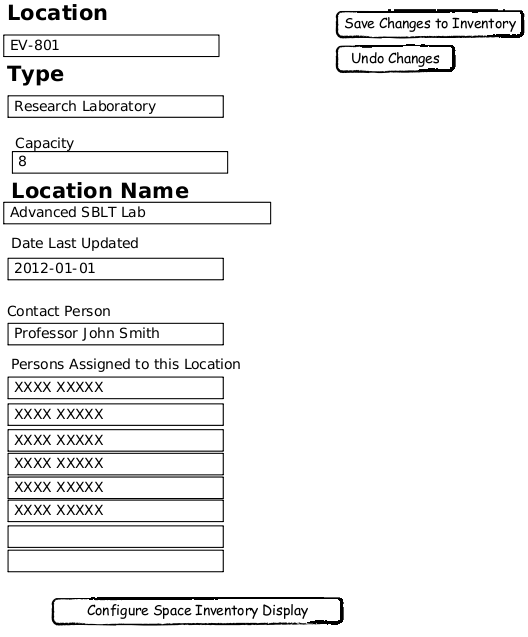 Location
EV-801
Type
Research Laboratory
Capacity
8
Location Name
Advanced SBLT Lab
Date Last Updated
2012-01-01
Contact Person
Professor John Smith
Persons Assigned to this Location
XXXX XXXXX
XXXX XXXXX
XXXX XXXXX
XXXX XXXXX
XXXX XXXXX
XXXX XXXXX
Save Changes to Inventory
Undo Changes
Configure Space Inventory Display